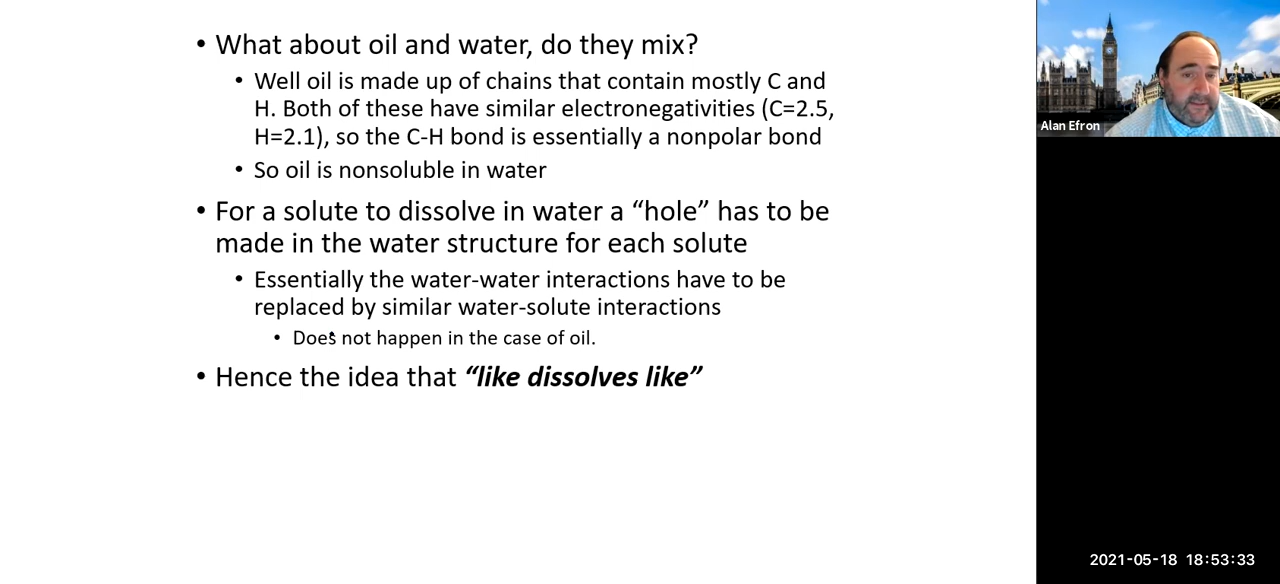 • What about oil and water, do they mix?
• Well oil is made up of chains that contain mostly C and
H. Both of these have similar electronegativities (C=2.5,
H=2.1), so the C-H bond is essentially a nonpolar bond
• So oil is nonsoluble in water
• For a solute to dissolve in water a “hole” has to be
made in the water structure for each solute
• Essentially the water-water interactions have to be
replaced by similar water-solute interactions
• Does not happen in the case of oil.
• Hence the idea that “like dissolves like”
Alan Efron
2021-05-18 18:53:33